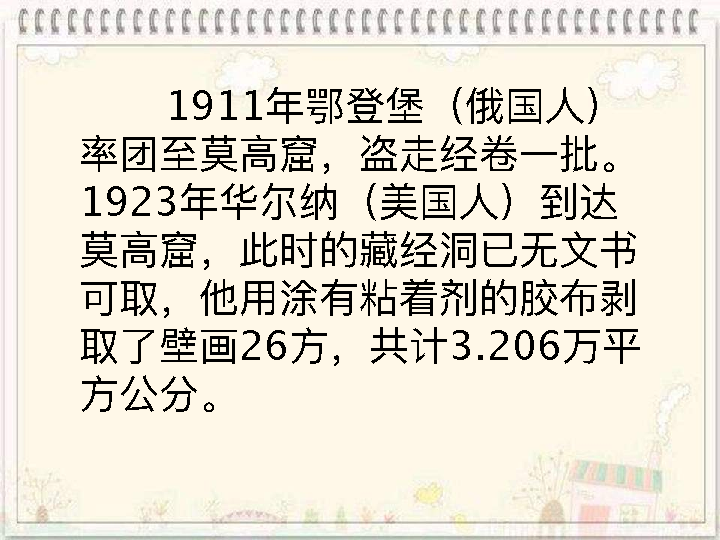 1911年鄂登堡（俄国人）
率团至莫高窟，盗走经卷一批。
1923年华尔纳（美国人）到达
莫高窟，此时的藏经洞已无文书
可取，他用涂有粘着剂的胶布剥
取了壁画26方，共计3.206万平
方公分。